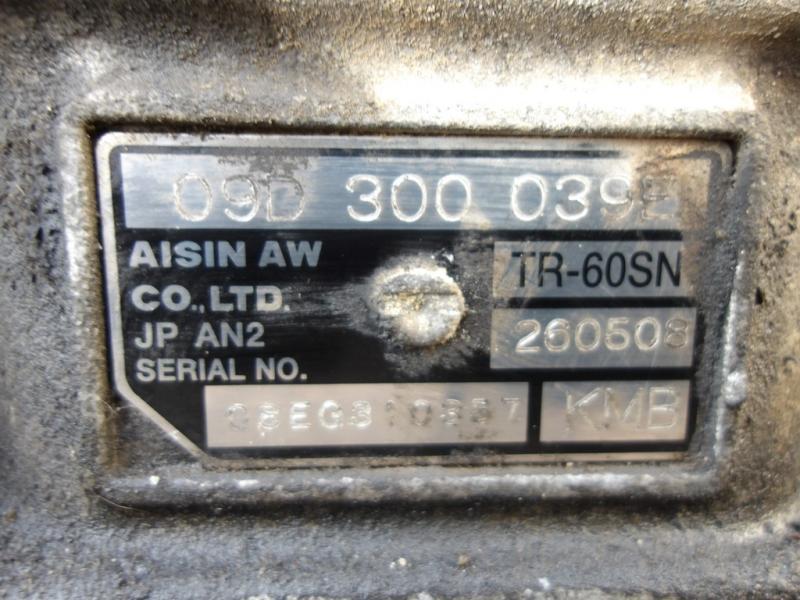 09D 300 039E
AISIN AW
CO.,LTD.
TR-60SN
JP AN2
260508
SERIAL NO.
KMB